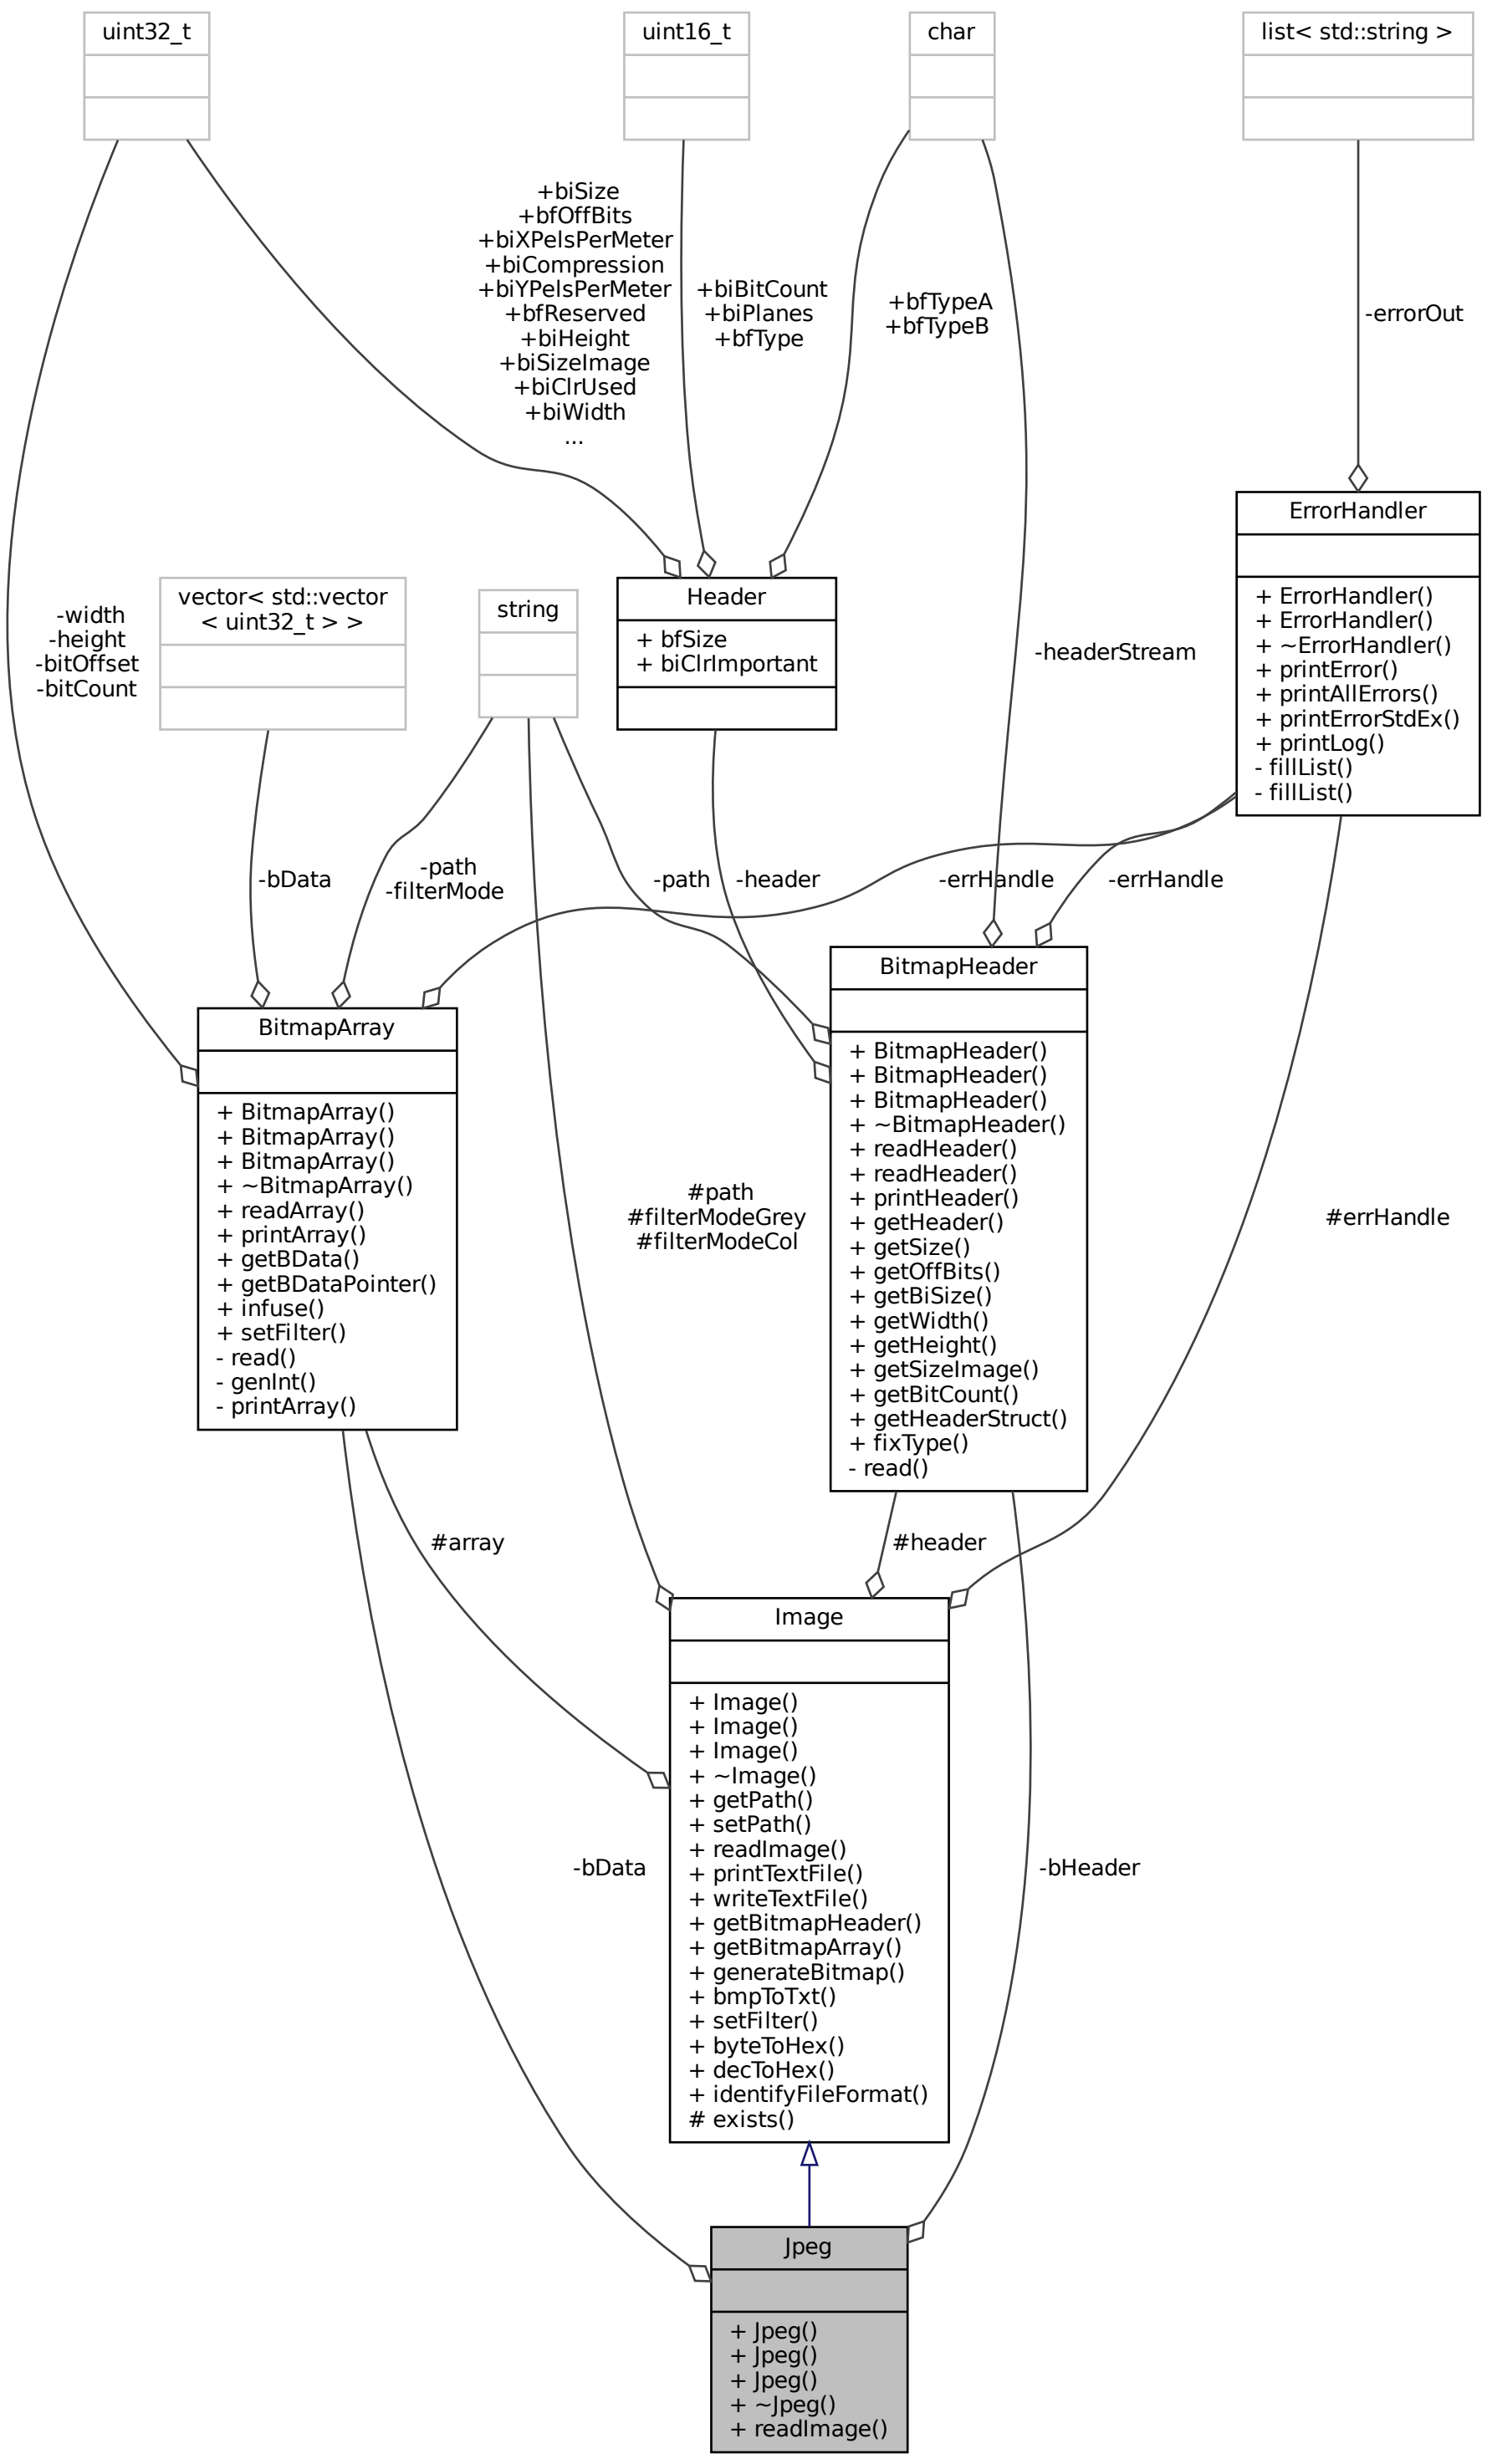 uint32_t
uint16_t
char
list< std::string >
+biSize
+bfOffBits
+biXPelsPerMeter
+biCompression
+biYPelsPerMeter
+bfReserved
+biHeight
+biSizeImage
+biClrUsed
+biWidth
...
+biBitCount
+biPlanes
+bfType
+bfTypeA
+bfTypeB
-errorOut
ErrorHandler
+ ErrorHandler()
+ ErrorHandler()
+ ~ErrorHandler()
+ printError()
+ printAllErrors()
+ printErrorStdEx()
+ printLog()
- fillList()
- fillList()
-width
-height
-bitOffset
-bitCount
vector< std::vector
< uint32_t > >
string
Header
+ bfSize
+ biClrImportant
-headerStream
-bData
-path
-filterMode
-path
-header
-errHandle
-errHandle
BitmapHeader
+ BitmapHeader()
+ BitmapHeader()
+ BitmapHeader()
+ ~BitmapHeader()
+ readHeader()
+ readHeader()
+ printHeader()
+ getHeader()
+ getSize()
+ getOffBits()
+ getBiSize()
+ getWidth()
+ getHeight()
+ getSizeImage()
+ getBitCount()
+ getHeaderStruct()
+ fixType()
- read()
BitmapArray
+ BitmapArray()
+ BitmapArray()
+ BitmapArray()
+ ~BitmapArray()
+ readArray()
+ printArray()
+ getBData()
+ getBDataPointer()
+ infuse()
+ setFilter()
- read()
- genInt()
- printArray()
#path
#filterModeGrey
#filterModeCol
#errHandle
#array
#header
Image
+ Image()
+ Image()
+ Image()
+ ~Image()
+ getPath()
+ setPath()
+ readImage()
+ printTextFile()
+ writeTextFile()
+ getBitmapHeader()
+ getBitmapArray()
+ generateBitmap()
+ bmpToTxt()
+ setFilter()
+ byteToHex()
+ decToHex()
+ identifyFileFormat()
# exists()
-bData
-bHeader
Jpeg
+ Jpeg()
+ Jpeg()
+ Jpeg()
+ ~Jpeg()
+ readImage()